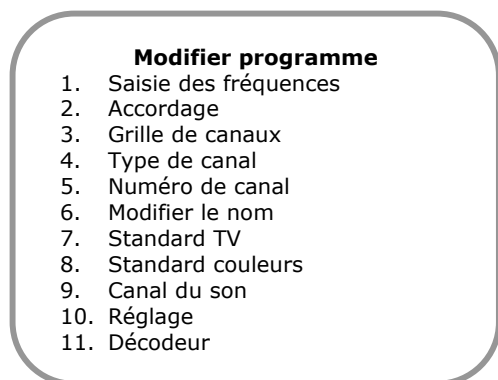 Modifier programme
1. Saisie des fréquences
2. Accordage
3. Grille de canaux
4. Type de canal
5. Numéro de canal
6. Modifier le nom
7. Standard TV
8. Standard couleurs
9. Canal du son
10. Réglage
11. Décodeur